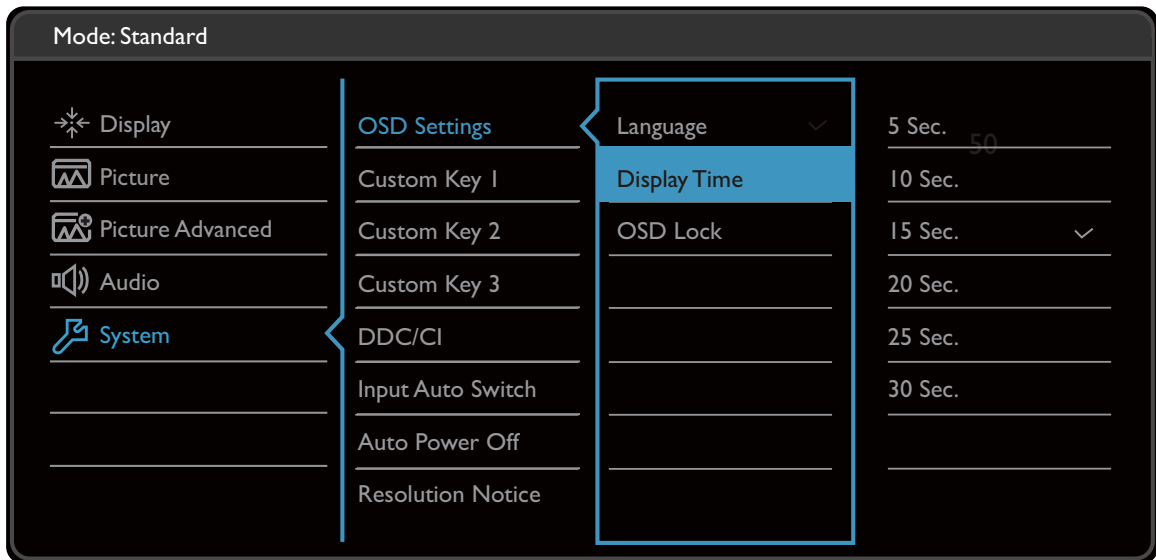 Mode: Standard
Display
Picture
Picture Advanced
Audio
System
OSD Settings
Custom Key 1
Custom Key 2
Custom Key 3
DDC/CI
Input Auto Switch
Auto Power Off
Resolution Notice
Language
Display Time
OSD Lock
5 Sec.
50
10 Sec.
15 Sec.
20 Sec.
25 Sec.
30 Sec.